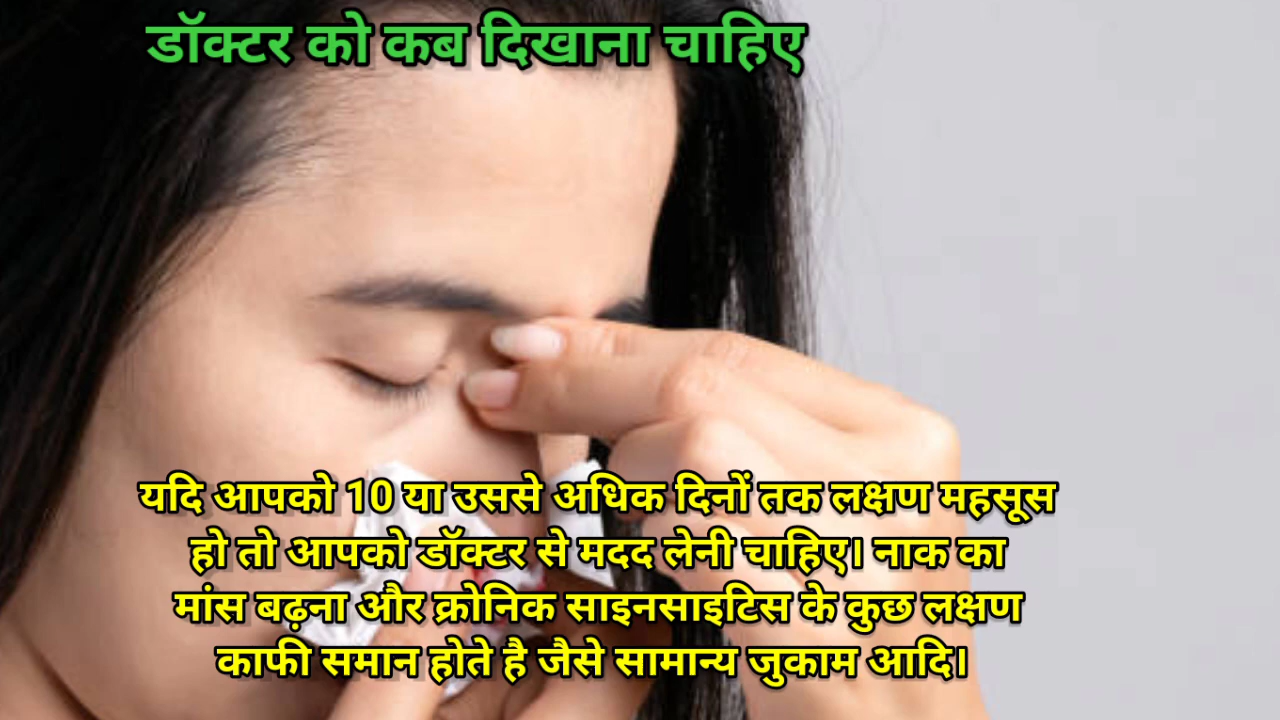 डॉक्टर को कब दिखाना चाहिए
यदि आपको 10 या उससे अधिक दिनों तक लक्षण महसूस
हो तो आपको डॉक्टर से मदद लेनी चाहिए। नाक का
मांस बढ़ना और क्रोनिक साइनसाइटिस के कुछ लक्षण
काफी समान होते है जैसे सामान्य जुकाम आदि।